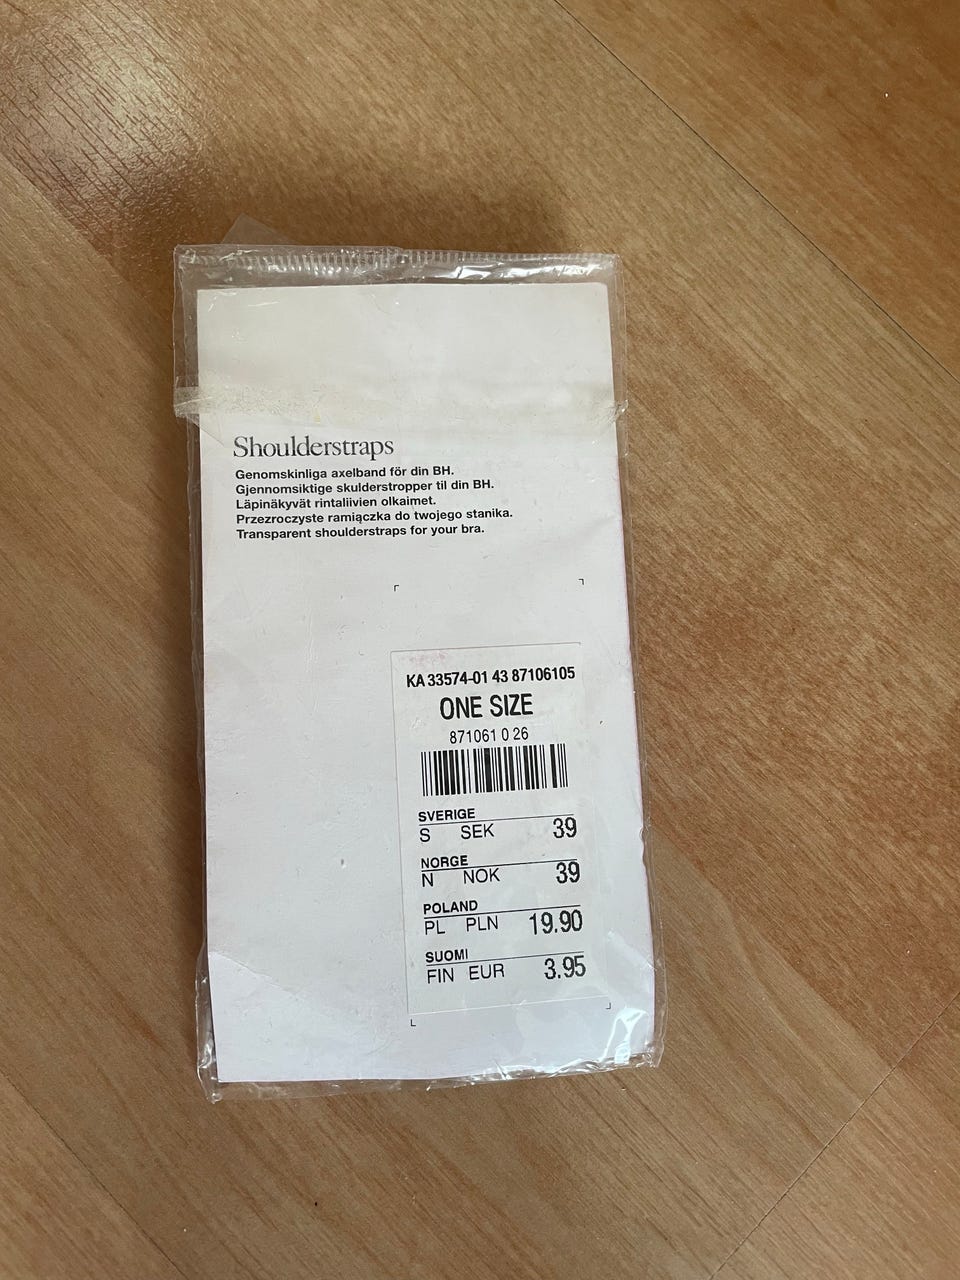 Shoulderstraps
Genomskinliga axelband för din BH.
Gjennomsiktige skulderstropper til din BH.
Läpinäkyvät rintaliivien olkaimet.
Przezroczyste ramiączka do twojego stanika.
Transparent shoulderstraps for your bra.
KA 33574-01 43 87106105
ONE SIZE
871061 0 26
SVERIGE
S SEK 39
NORGE
N NOK 39
POLAND
PL PLN 19.90
SUOMI
FIN EUR 3.95